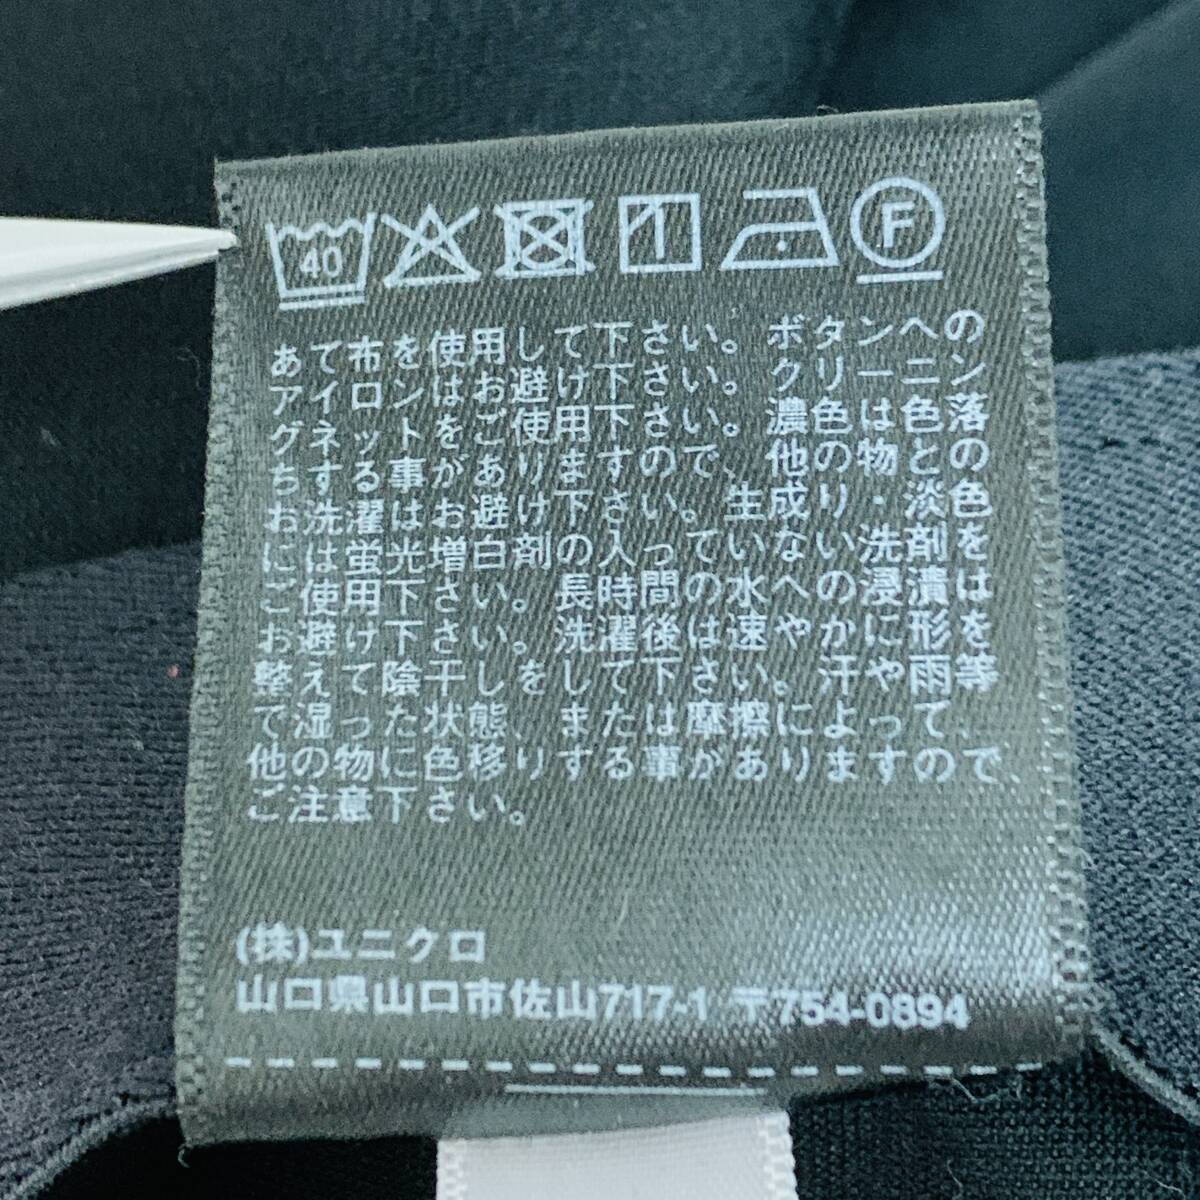 40 F
あて布を使用して下さい。ボタンへの
アイロンはお避け下さい。クリーニン
グネットをご使用下さい。濃色は色落
ちする事がありますので、他の物との
お洗濯はお避け下さい。生成り・淡色
には蛍光増白剤の入っていない洗剤を
ご使用下さい。長時間の水への浸漬は
お避け下さい。洗濯後は速やかに形を
整えて陰干しをして下さい。汗や雨等
で湿った状態、または摩擦によって、
他の物に色移りする事がありますので、
ご注意下さい。
(株)ユニクロ
山口県山口市佐山717-1 〒754-0894